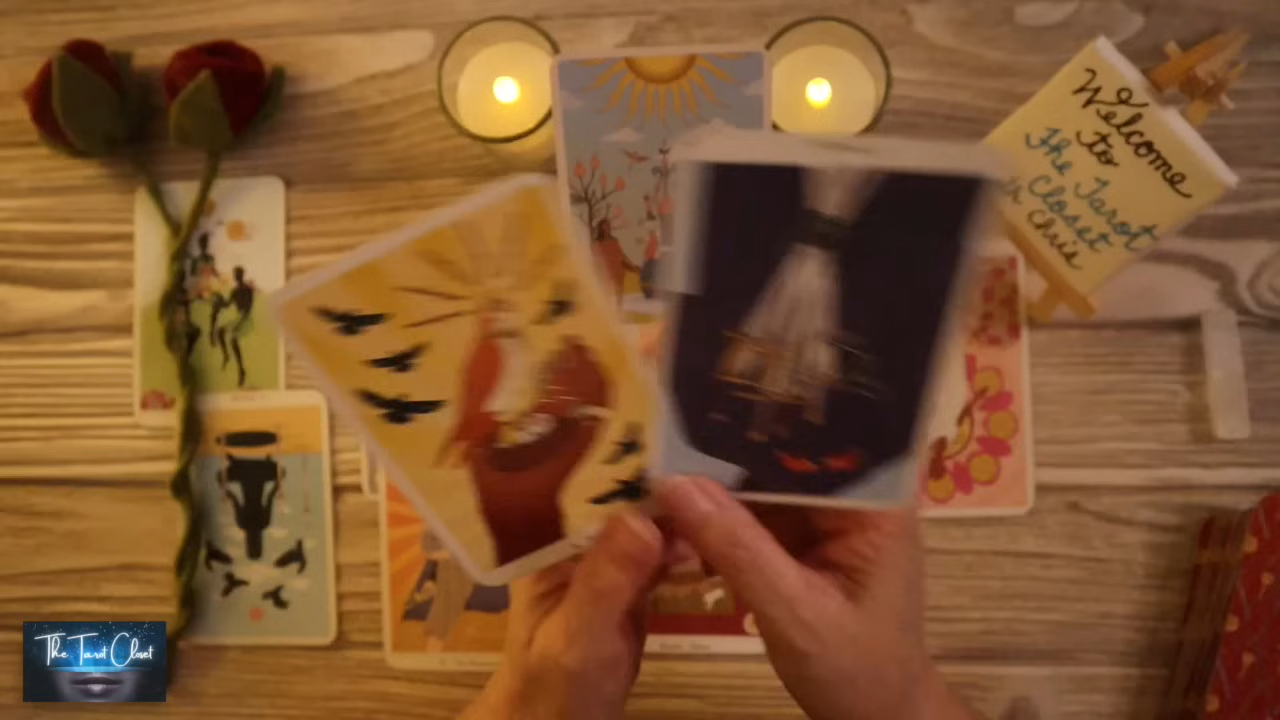 Welcome
to
The Tarot
Closet
Chris
The Tarot Closet